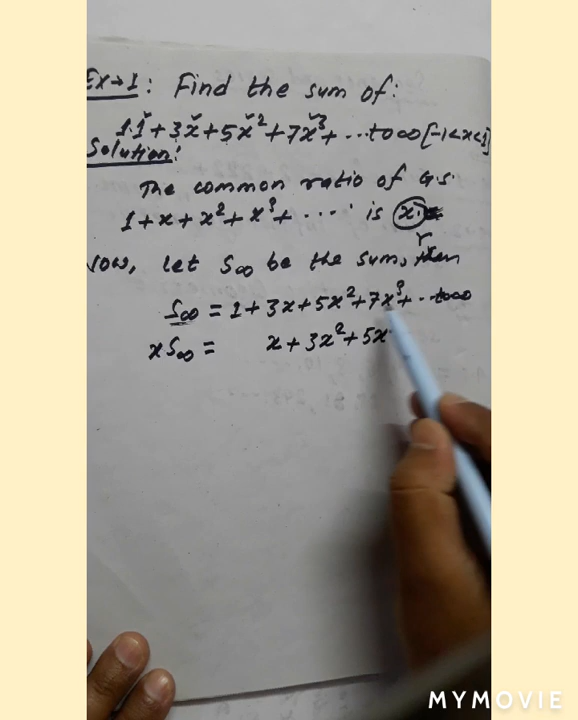 Ex→1: Find the sum of:
1.1+3x+5x²+7x³+...to∞ [-1<x<1]
Solution:
The common ratio of G.S.
1+x+x²+x³+.... is x
r
Now, let S∞ be the sum, then
S∞ = 1+3x+5x²+7x³+..to∞
xS∞ = x+3x²+5x
MYMOVIE